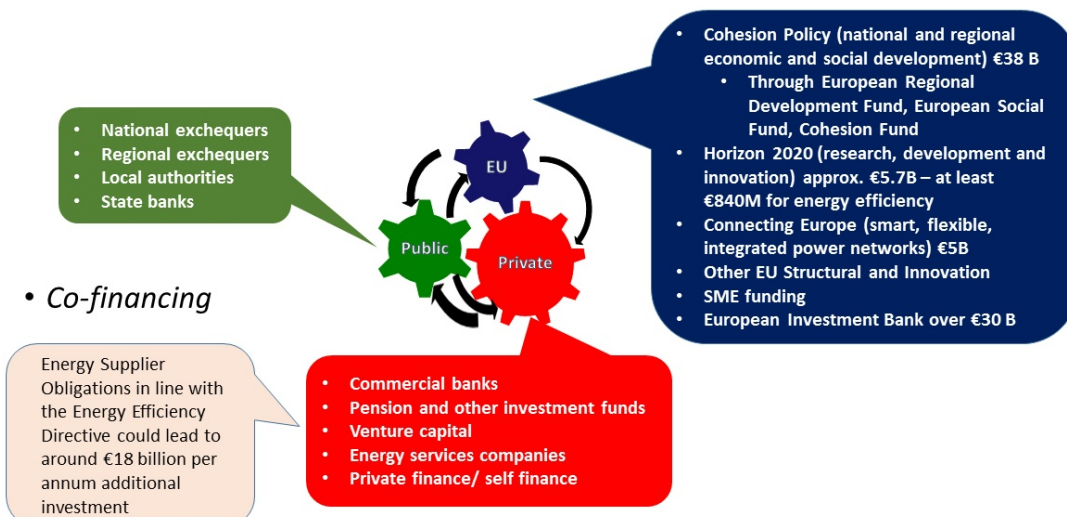 • National exchequers
• Regional exchequers
• Local authorities
• State banks
EU
Public
Private
• Cohesion Policy (national and regional
economic and social development) €38 B
• Through European Regional
Development Fund, European Social
Fund, Cohesion Fund
• Horizon 2020 (research, development and
innovation) approx. €5.7B – at least
€840M for energy efficiency
• Connecting Europe (smart, flexible,
integrated power networks) €5B
• Other EU Structural and Innovation
• SME funding
• European Investment Bank over €30 B
• Co-financing
Energy Supplier
Obligations in line with
the Energy Efficiency
Directive could lead to
around €18 billion per
annum additional
investment
• Commercial banks
• Pension and other investment funds
• Venture capital
• Energy services companies
• Private finance/ self finance